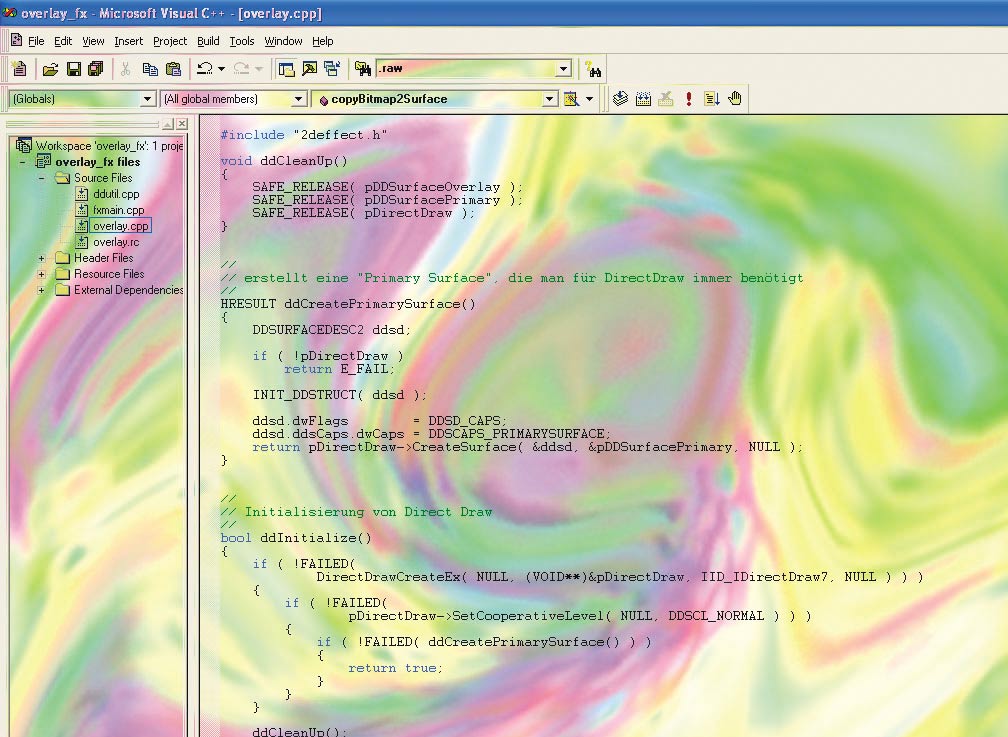 overlay_fx - Microsoft Visual C++ - [overlay.cpp]
File Edit View Insert Project Build Tools Window Help
.raw
(Globals) (All global members) copyBitmap2Surface
Workspace 'overlay_fx': 1 proje
overlay_fx files
Source Files
ddutil.cpp
fxmain.cpp
overlay.cpp
overlay.rc
Header Files
Resource Files
External Dependencies
#include "2deffect.h"
void ddCleanUp()
{
SAFE_RELEASE( pDDSurfaceOverlay );
SAFE_RELEASE( pDDSurfacePrimary );
SAFE_RELEASE( pDirectDraw );
}
//
// erstellt eine "Primary Surface", die man für DirectDraw immer benötigt
//
HRESULT ddCreatePrimarySurface()
{
DDSURFACEDESC2 ddsd;
if ( !pDirectDraw )
return E_FAIL;
INIT_DDSTRUCT( ddsd );
ddsd.dwFlags = DDSD_CAPS;
ddsd.ddsCaps.dwCaps = DDSCAPS_PRIMARYSURFACE;
return pDirectDraw->CreateSurface( &ddsd, &pDDSurfacePrimary, NULL );
}
//
// Initialisierung von Direct Draw
//
bool ddInitialize()
{
if ( !FAILED(
DirectDrawCreateEx( NULL, (VOID**)&pDirectDraw, IID_IDirectDraw7, NULL ) ) )
{
if ( !FAILED(
pDirectDraw->SetCooperativeLevel( NULL, DDSCL_NORMAL ) ) )
{
if ( !FAILED( ddCreatePrimarySurface() ) )
{
return true;
}
}
}
ddCleanUp();